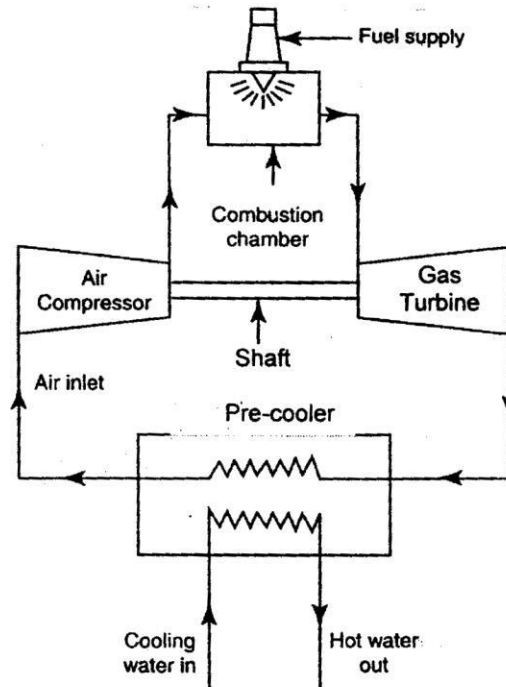 Fuel supply
Combustion
chamber
Air
Compressor
Gas
Turbine
Shaft
Air inlet
Pre-cooler
Cooling
water in
Hot water
out